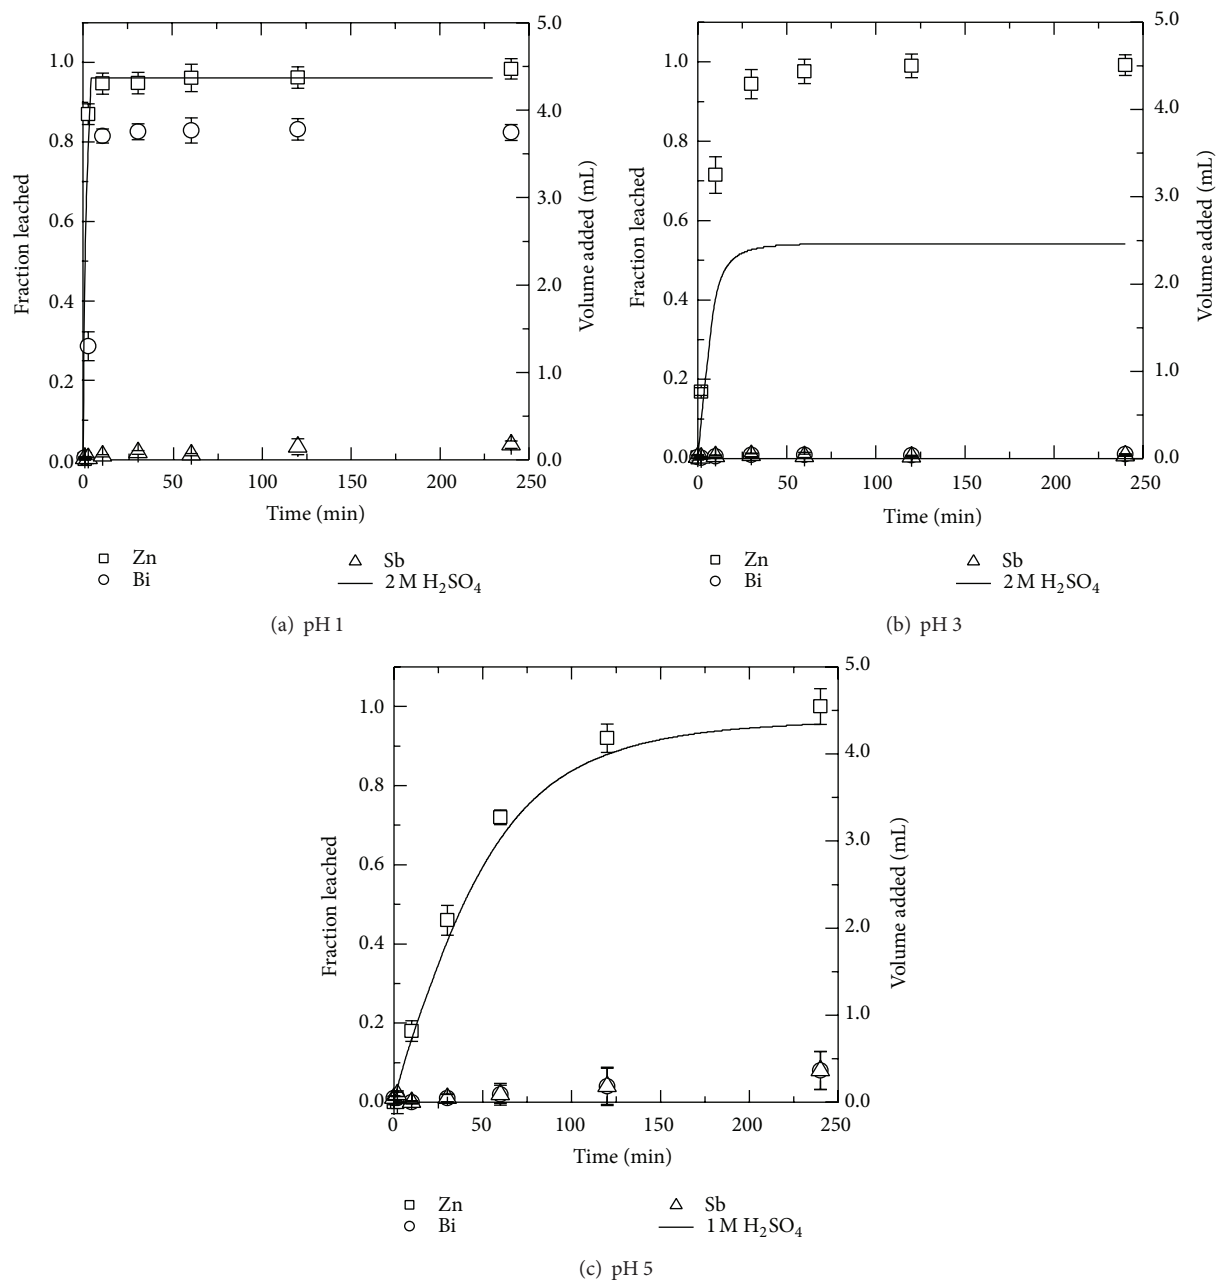 5.0
1.0
4.0
0.8
3.0
0.6
2.0
0.4
1.0
0.2
0.0
0.0
Fraction leached
Volume added (mL)
0 50 100 150 200 250
Time (min)
Zn
Bi
Sb
2 M H₂SO₄
(a) pH 1
5.0
1.0
4.0
0.8
3.0
0.6
2.0
0.4
1.0
0.2
0.0
0.0
Fraction leached
Volume added (mL)
0 50 100 150 200 250
Time (min)
Zn
Bi
Sb
2 M H₂SO₄
(b) pH 3
5.0
1.0
4.0
0.8
3.0
0.6
2.0
0.4
1.0
0.2
0.0
0.0
Fraction leached
Volume added (mL)
0 50 100 150 200 250
Time (min)
Zn
Bi
Sb
1 M H₂SO₄
(c) pH 5